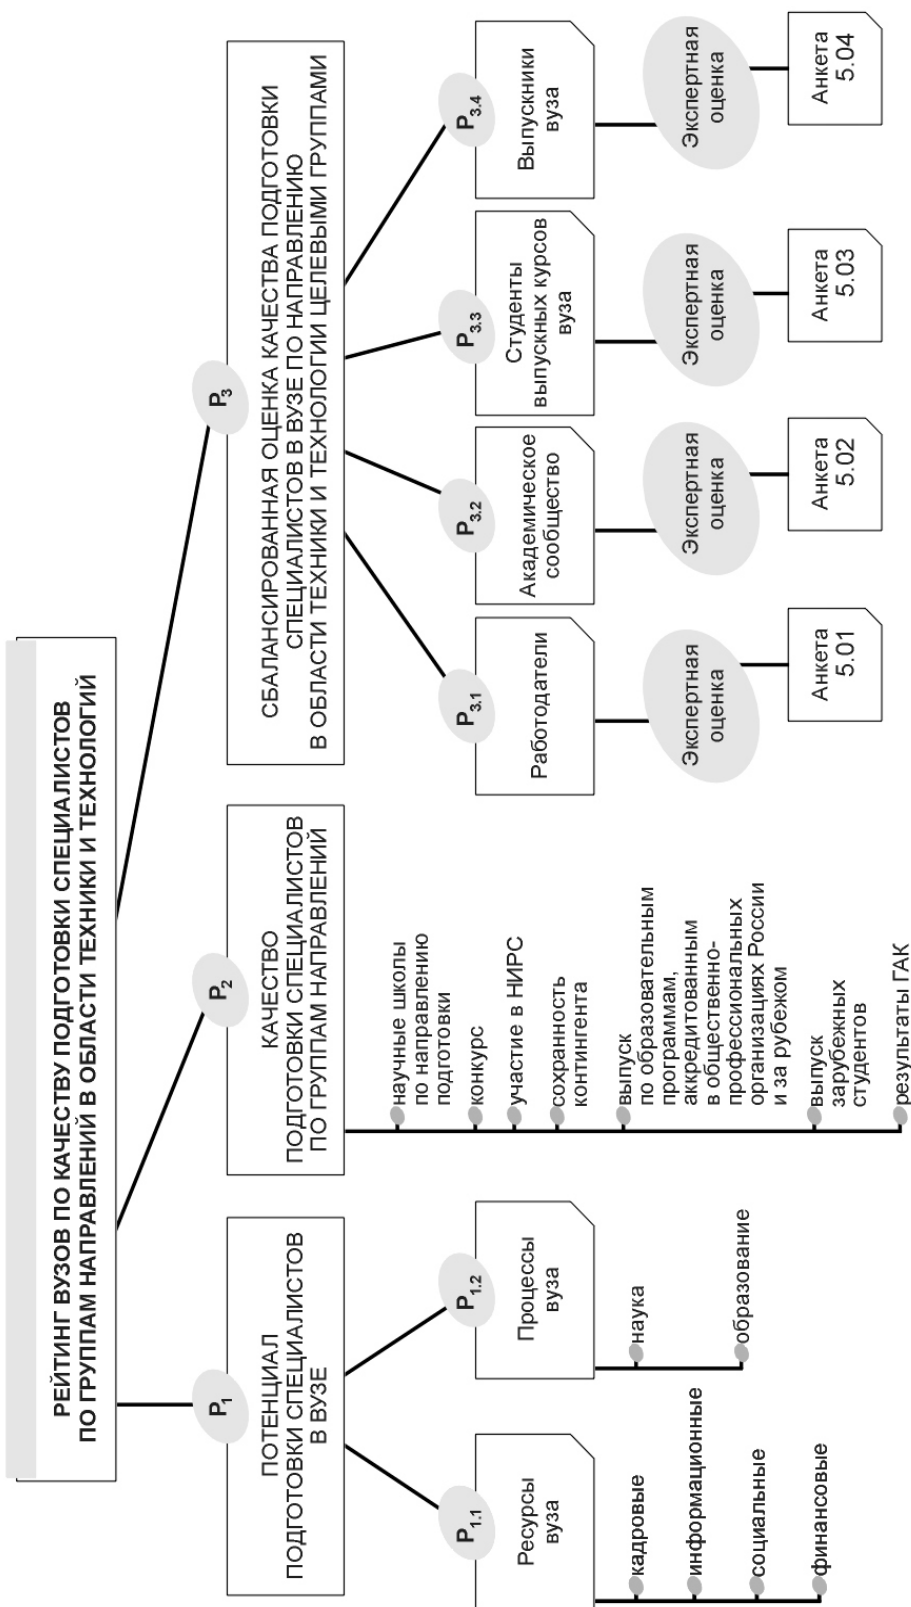 РЕЙТИНГ ВУЗОВ ПО КАЧЕСТВУ ПОДГОТОВКИ СПЕЦИАЛИСТОВ
ПО ГРУППАМ НАПРАВЛЕНИЙ В ОБЛАСТИ ТЕХНИКИ И ТЕХНОЛОГИЙ
P1
ПОТЕНЦИАЛ
ПОДГОТОВКИ СПЕЦИАЛИСТОВ
В ВУЗЕ
P1.1
Ресурсы
вуза
кадровые
информационные
социальные
финансовые
P1.2
Процессы
вуза
наука
образование
P2
КАЧЕСТВО
ПОДГОТОВКИ СПЕЦИАЛИСТОВ
ПО ГРУППАМ НАПРАВЛЕНИЙ
научные школы
по направлению
подготовки
конкурс
участие в НИРС
сохранность
контингента
выпуск
по образовательным
программам,
аккредитованным
в общественно-
профессиональных
организациях России
и за рубежом
выпуск
зарубежных
студентов
результаты ГАК
P3
СБАЛАНСИРОВАННАЯ ОЦЕНКА КАЧЕСТВА ПОДГОТОВКИ
СПЕЦИАЛИСТОВ В ВУЗЕ ПО НАПРАВЛЕНИЮ
В ОБЛАСТИ ТЕХНИКИ И ТЕХНОЛОГИИ ЦЕЛЕВЫМИ ГРУППАМИ
P3.1
Работодатели
Экспертная
оценка
Анкета
5.01
P3.2
Академическое
сообщество
Экспертная
оценка
Анкета
5.02
P3.3
Студенты
выпускных курсов
вуза
Экспертная
оценка
Анкета
5.03
P3.4
Выпускники
вуза
Экспертная
оценка
Анкета
5.04